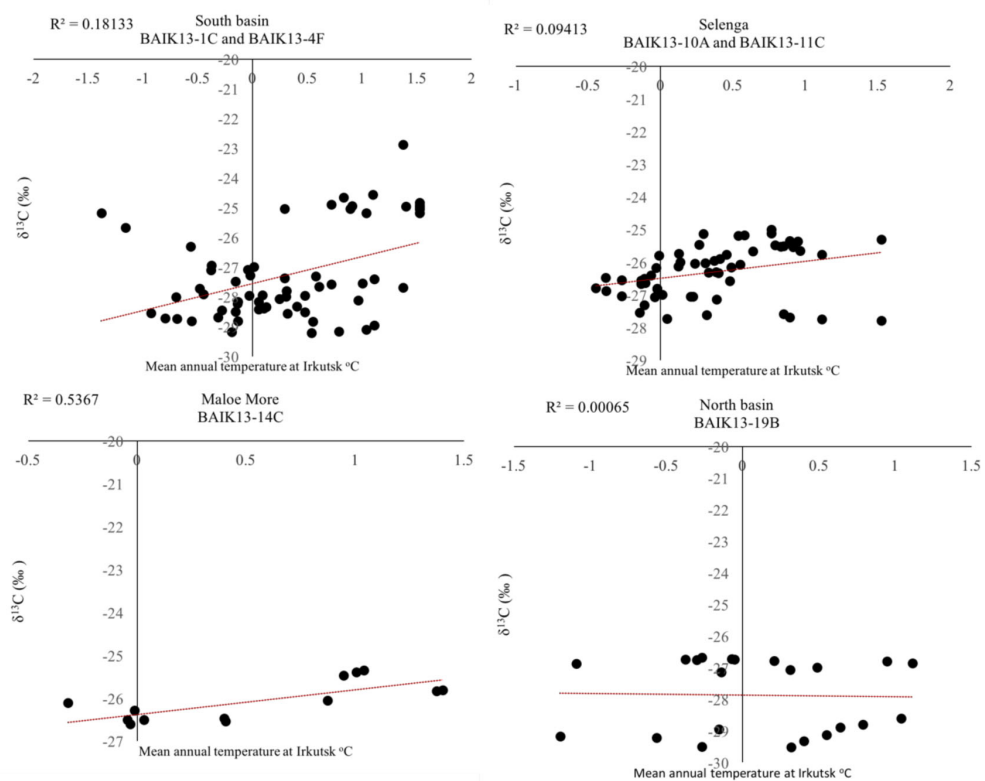 R² = 0.18133
South basin
BAIK13-1C and BAIK13-4F
-20
-2 -1.5 -1 -0.5 0 0.5 1 1.5 2
-21
-22
-23
-24
-25
-26
-27
-28
-29
-30
δ¹³C (‰ )
Mean annual temperature at Irkutsk ºC
R² = 0.09413
Selenga
BAIK13-10A and BAIK13-11C
-20
-1 -0.5 0 0.5 1 1.5 2
-21
-22
-23
-24
-25
-26
-27
-28
-29
δ¹³C (‰ )
Mean annual temperature at Irkutsk ºC
R² = 0.5367
Maloe More
BAIK13-14C
-20
-0.5 0 0.5 1 1.5
-21
-22
-23
-24
-25
-26
-27
δ¹³C (‰ )
Mean annual temperature at Irkutsk ºC
R² = 0.00065
North basin
BAIK13-19B
-20
-1.5 -1 -0.5 0 0.5 1 1.5
-21
-22
-23
-24
-25
-26
-27
-28
-29
-30
δ¹³C (‰ )
Mean annual temperature at Irkutsk ºC